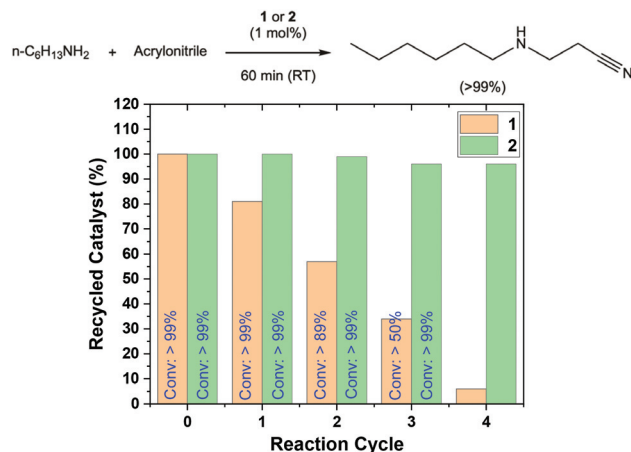 1 or 2
(1 mol%)
n-C6H13NH2 + Acrylonitrile
60 min (RT)
H
N
N
(>99%)
120
110
100
90
80
70
60
50
40
30
20
10
0
Recycled Catalyst (%)
1
2
Conv: > 99%
Conv: > 99%
Conv: > 99%
Conv: > 99%
Conv: > 89%
Conv: > 99%
Conv: > 50%
Conv: > 99%
0 1 2 3 4
Reaction Cycle